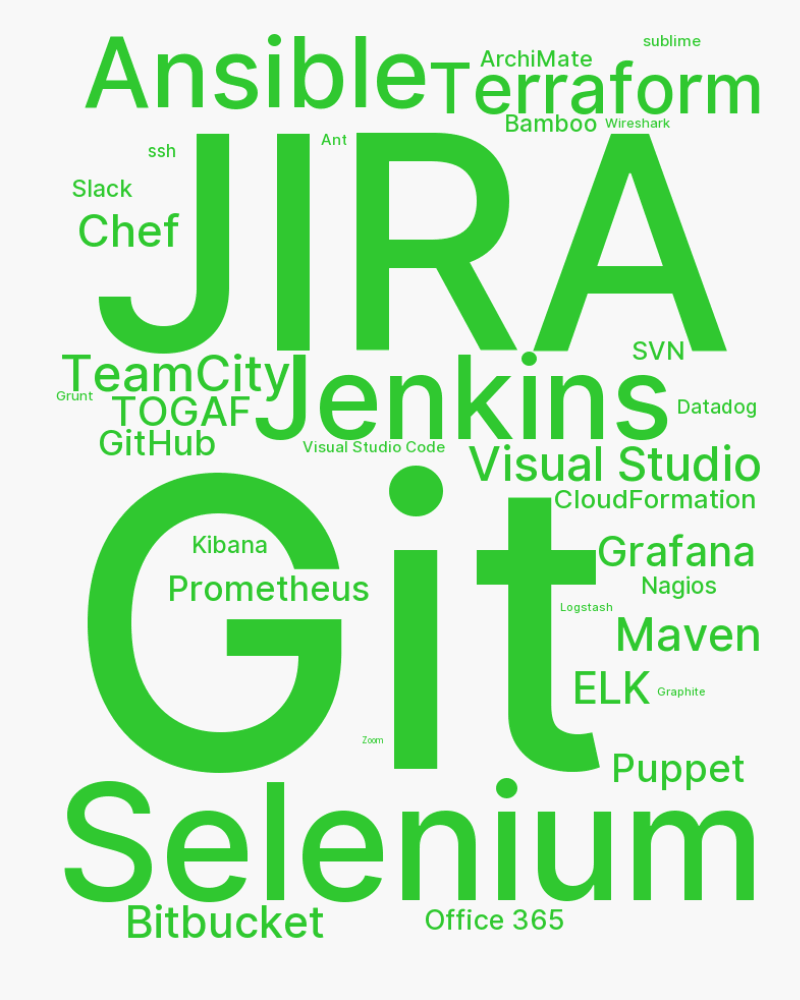 sublime
Ansible
ArchiMate
Terraform
Bamboo
Wireshark
Ant
ssh
JIRA
Slack
Chef
SVN
TeamCity
Jenkins
Grunt
Datadog
TOGAF
GitHub
Visual Studio Code
Visual Studio
CloudFormation
Git
Kibana
Grafana
Prometheus
Nagios
Logstash
Maven
ELK
Graphite
Zoom
Puppet
Selenium
Bitbucket
Office 365